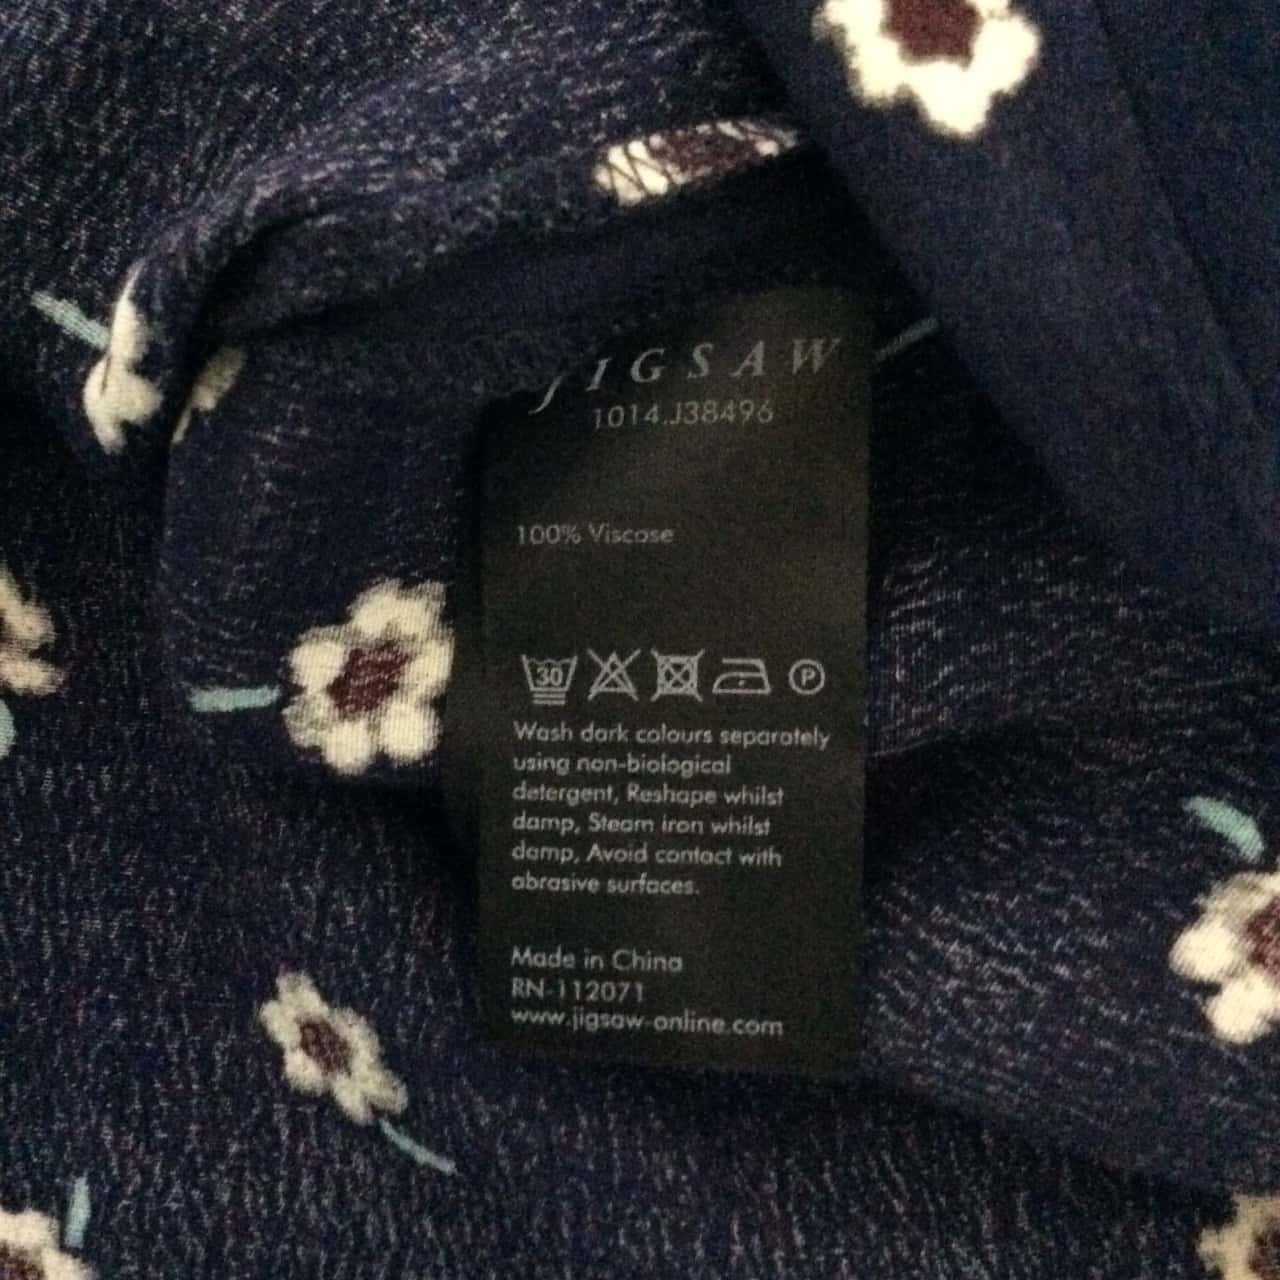 JIGSAW
1014.J38496
100% Viscose
30 P
Wash dark colours separately
using non-biological
detergent, Reshape whilst
damp, Steam iron whilst
damp, Avoid contact with
abrasive surfaces.
Made in China
RN-112071
www.jigsaw-online.com